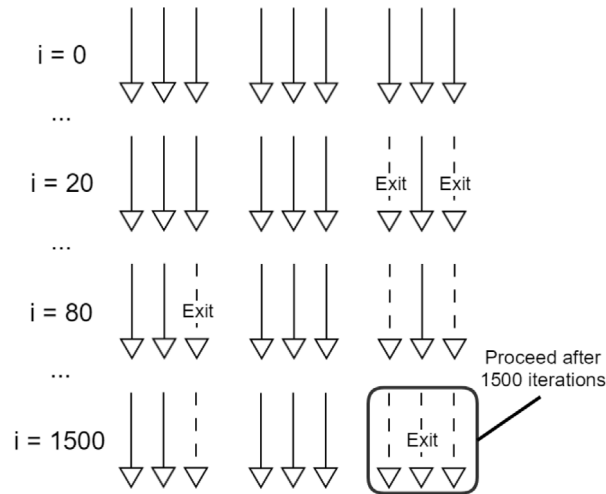 i = 0
...
i = 20
Exit
Exit
...
i = 80
Exit
...
Proceed after
1500 iterations
i = 1500
Exit